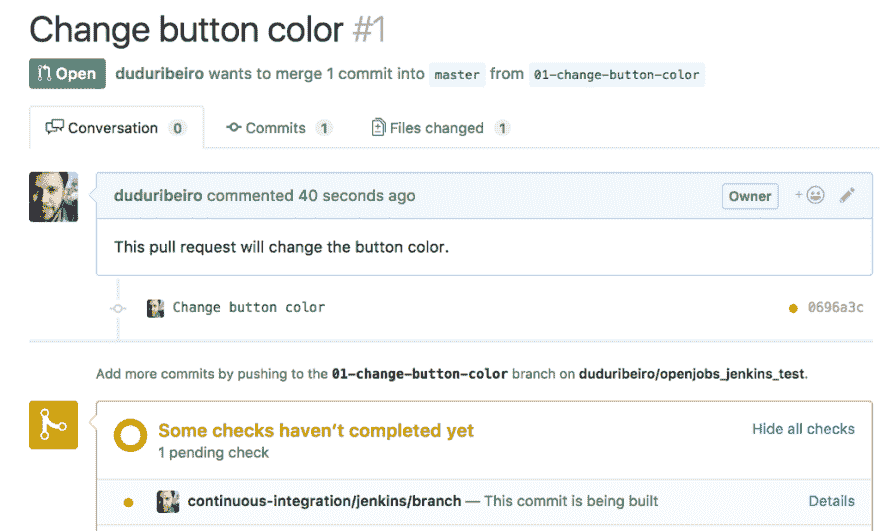 Change button color #1
Open duduribeiro wants to merge 1 commit into master from 01-change-button-color
Conversation 0 Commits 1 Files changed 1
duduribeiro commented 40 seconds ago Owner +
This pull request will change the button color.
Change button color 0696a3c
Add more commits by pushing to the 01-change-button-color branch on duduribeiro/openjobs_jenkins_test.
Some checks haven’t completed yet Hide all checks
1 pending check
continuous-integration/jenkins/branch — This commit is being built Details